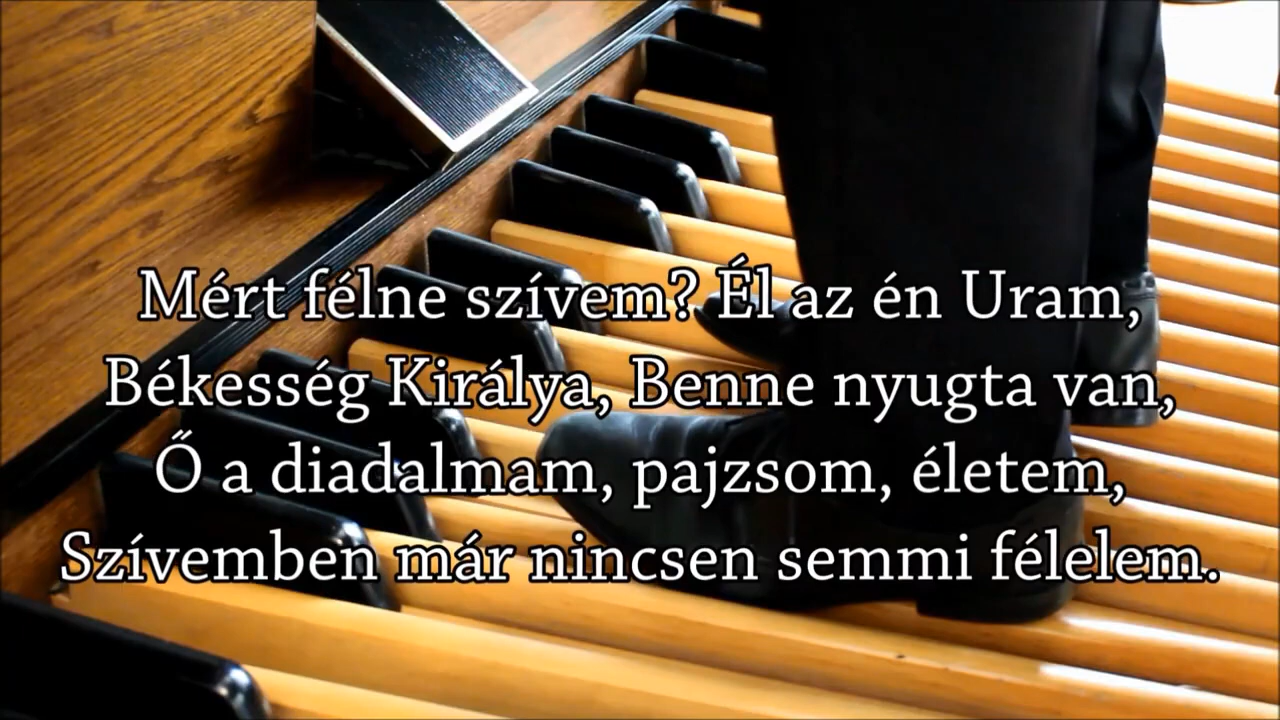 Mért félne szívem? Él az én Uram,
Békesség Királya, Benne nyugta van,
Ő a diadalmam, pajzsom, életem,
Szívemben már nincsen semmi félelem.